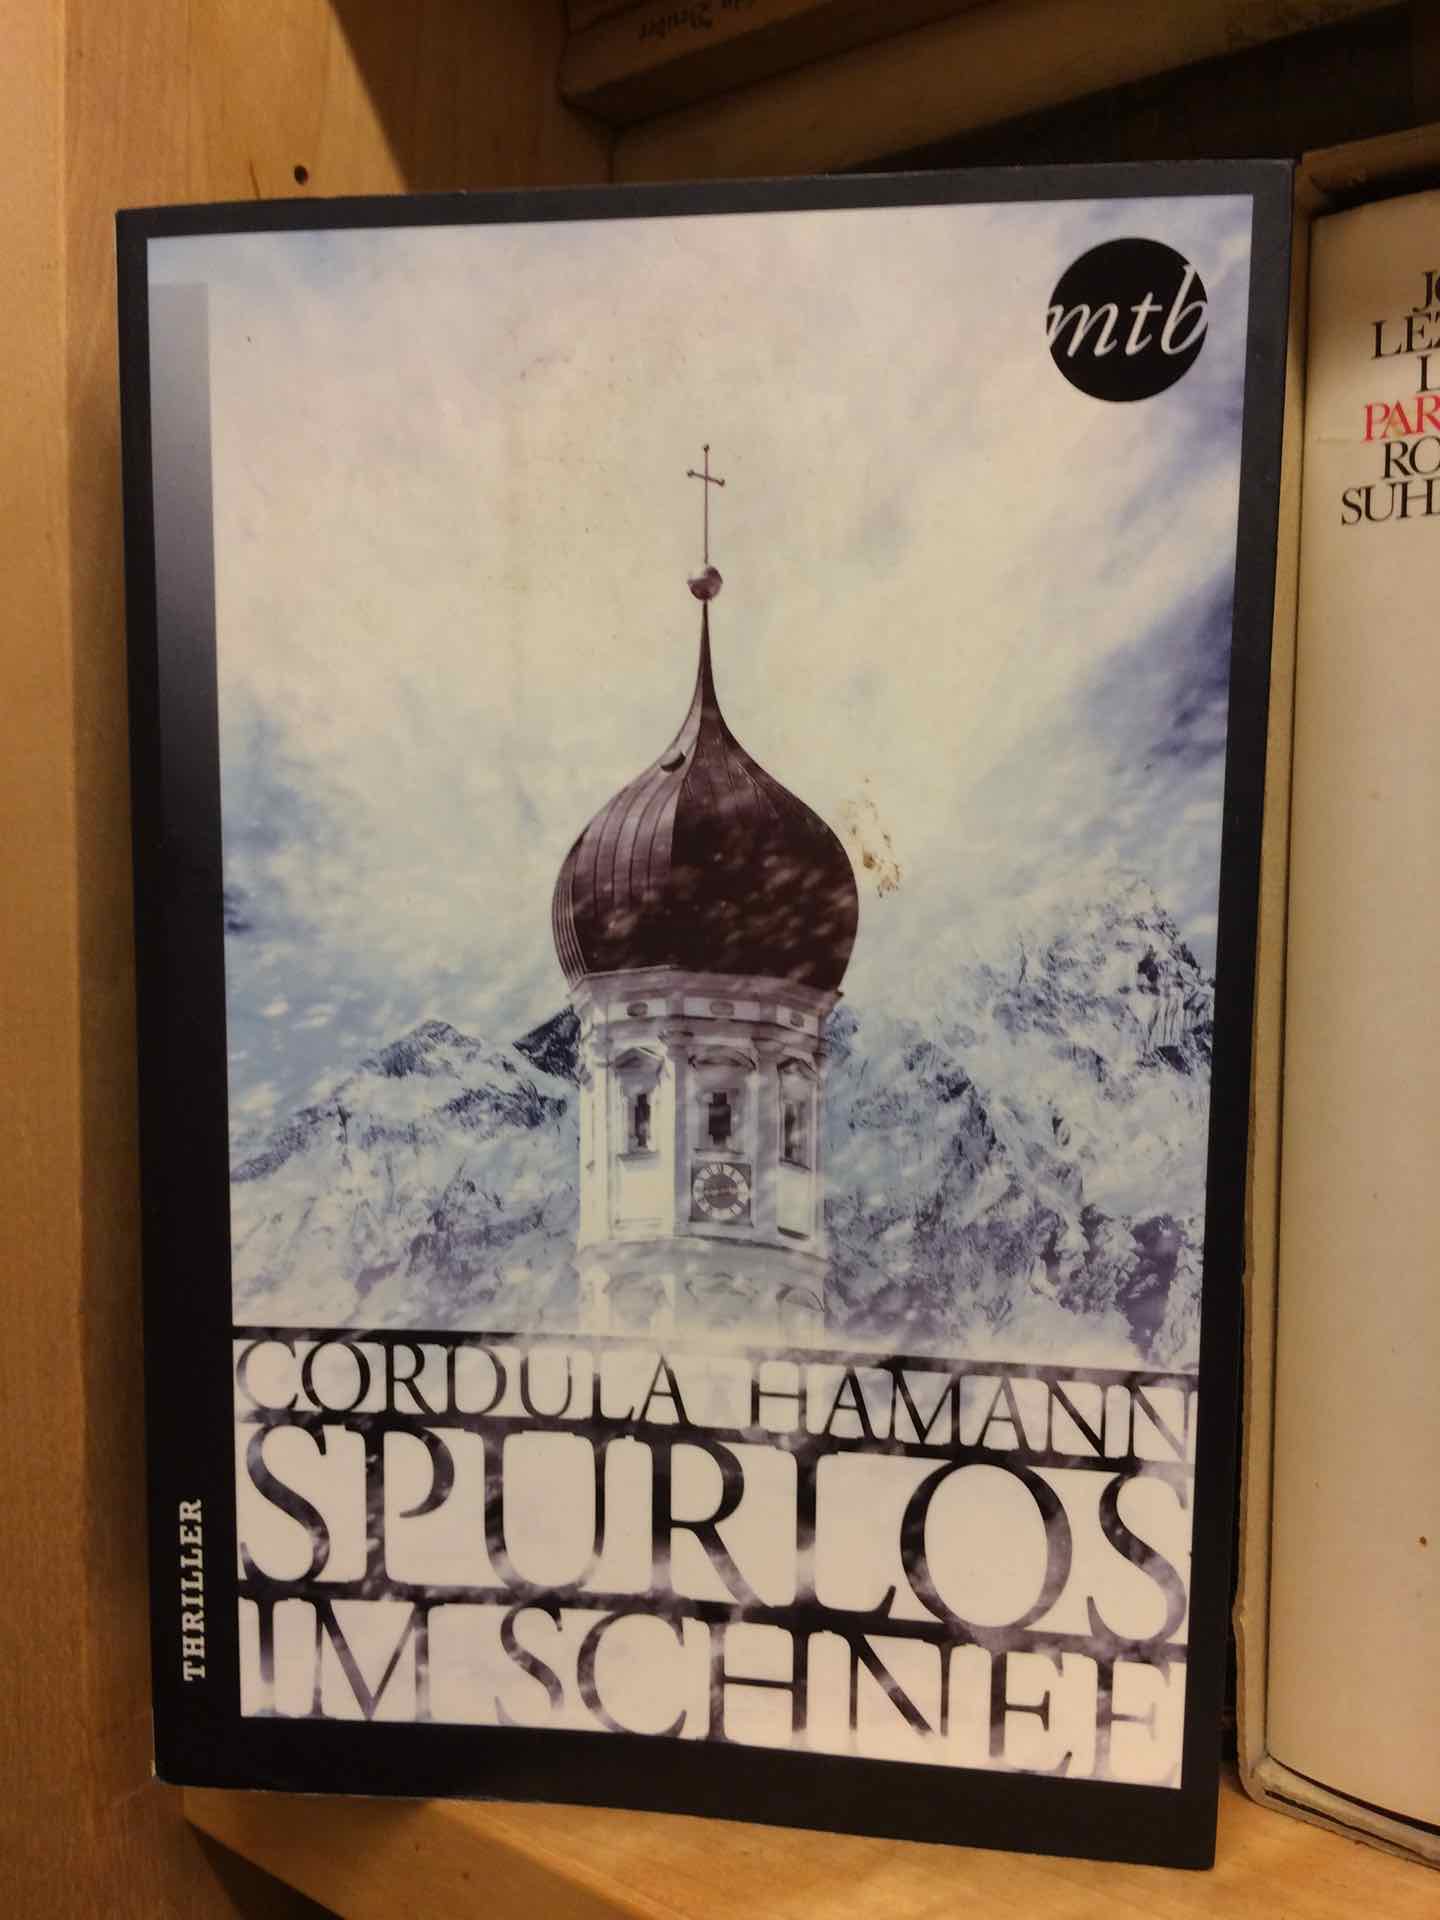 mtb
CORDULA HAMANN
SPURLOS
IM SCHNEE
THRILLER